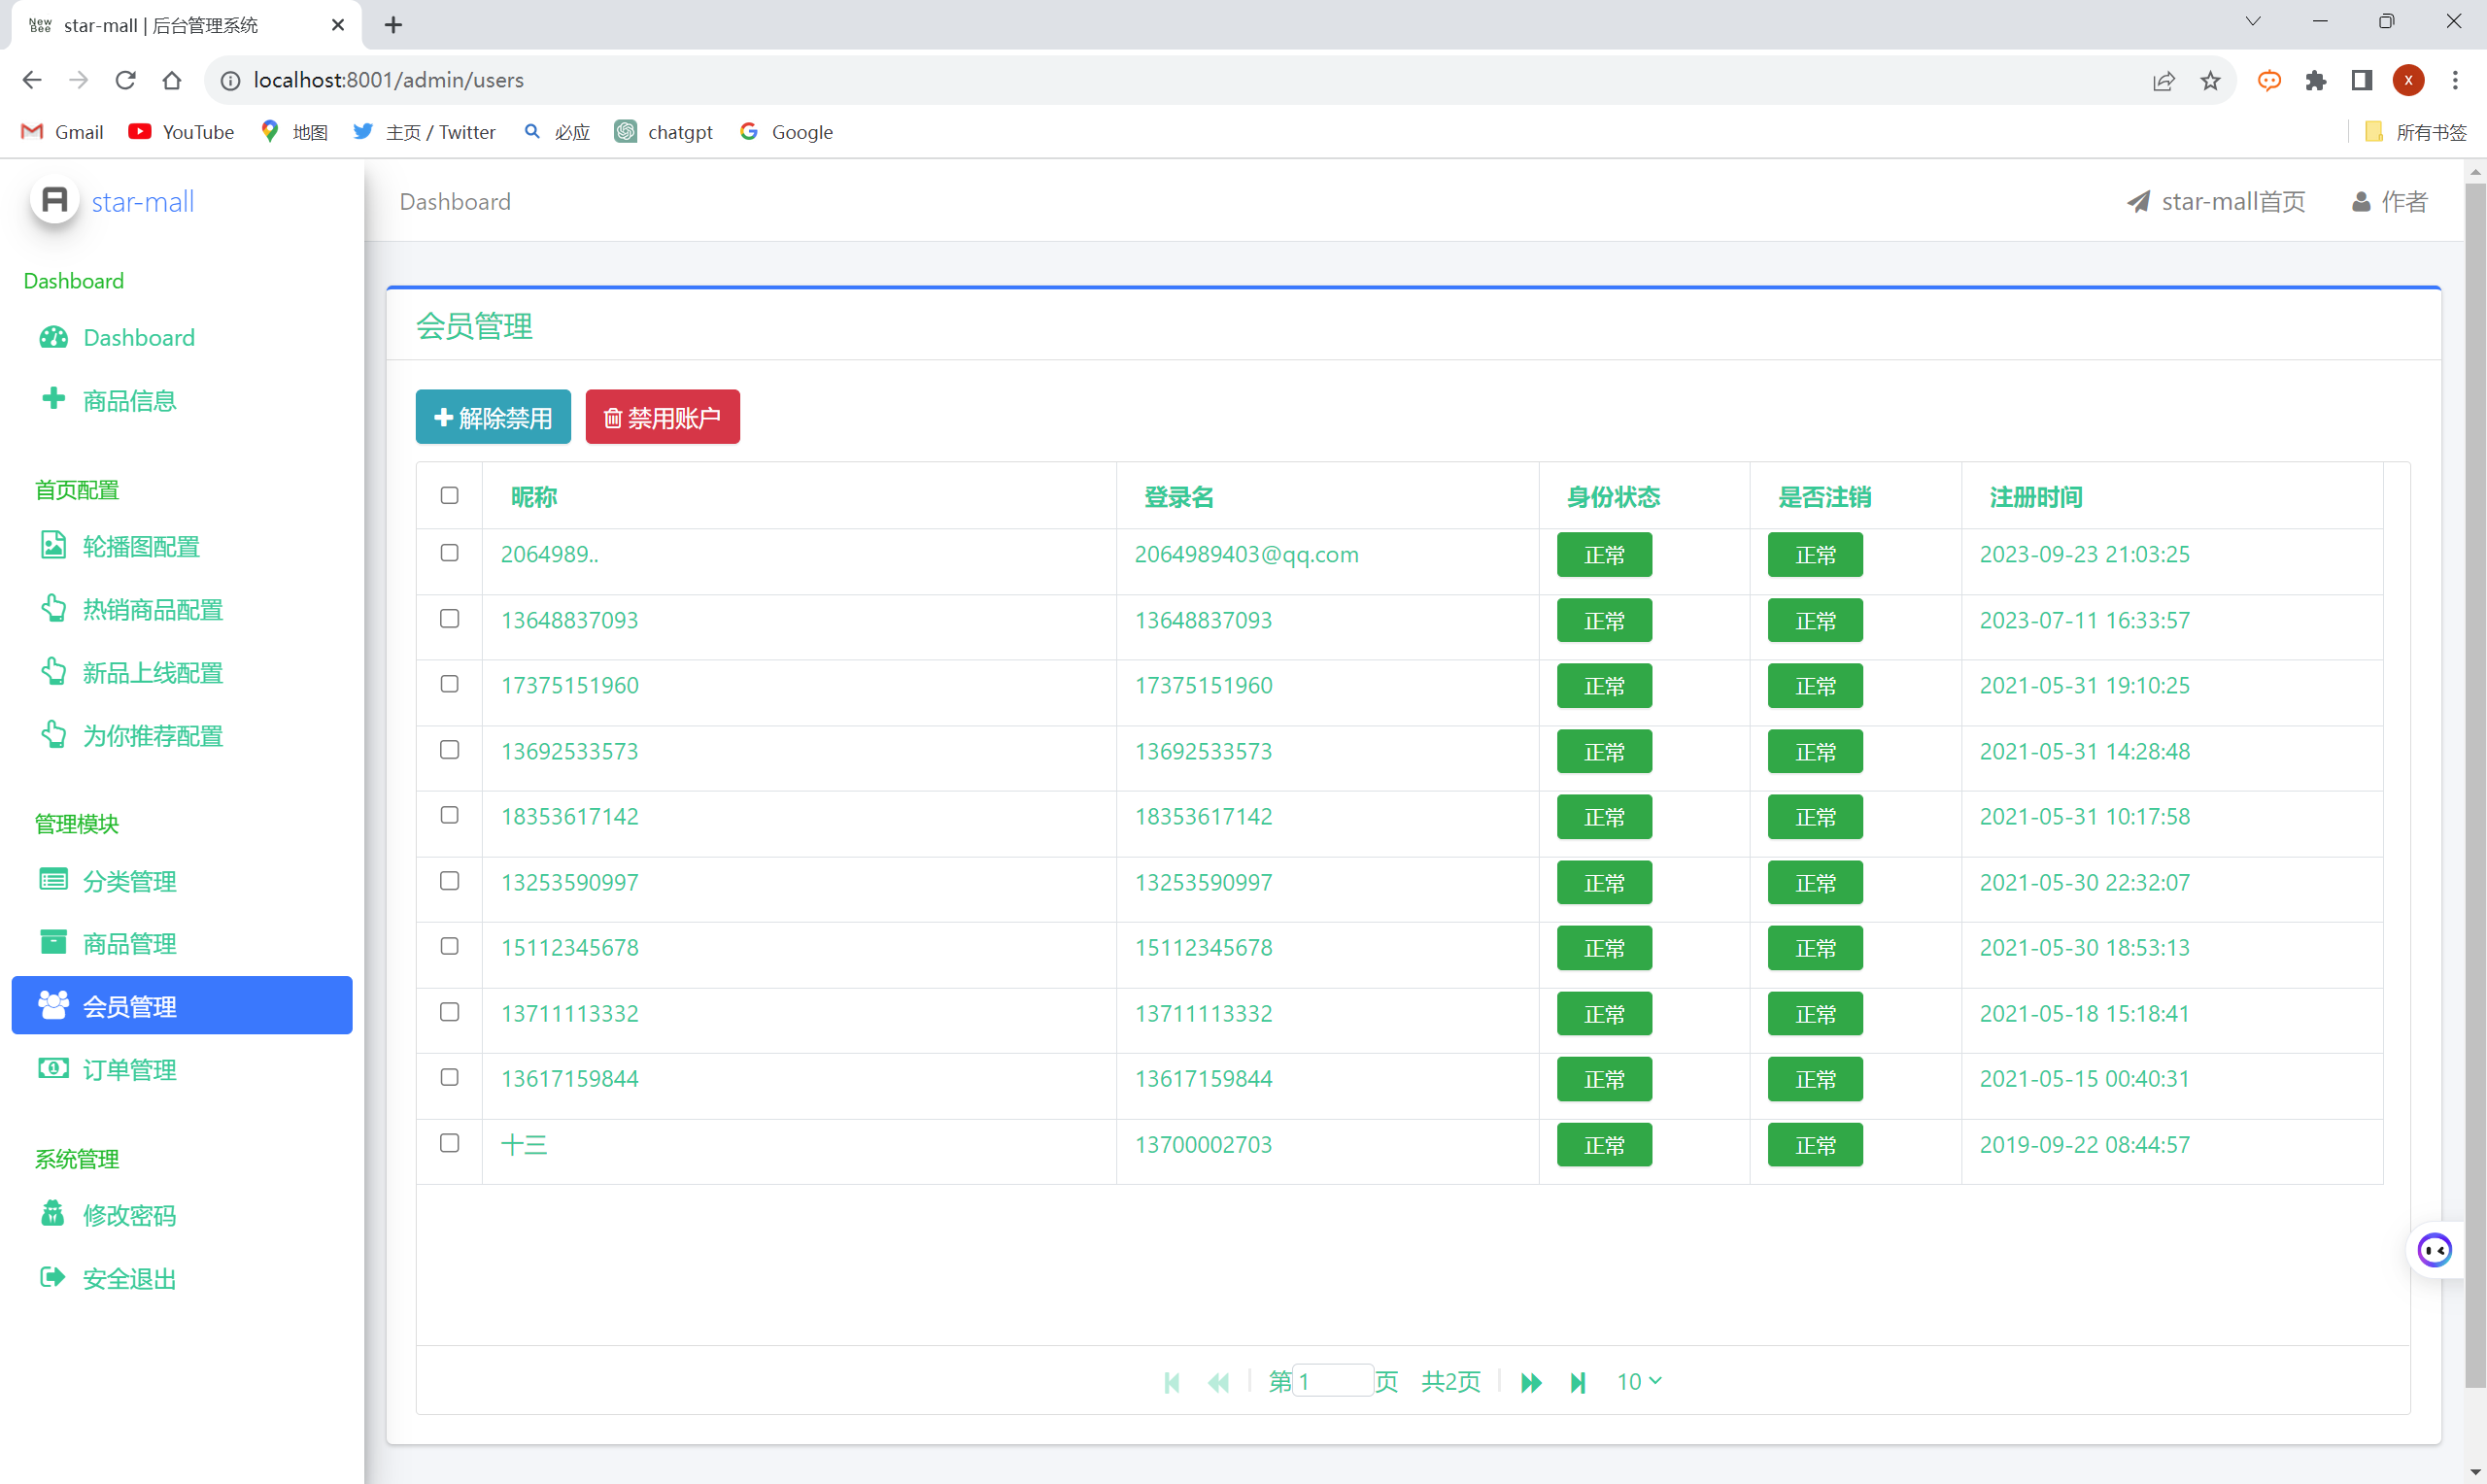 New Bee star-mall | 后台管理系统
localhost:8001/admin/users
X
Gmail YouTube 地图 主页 / Twitter 必应 chatgpt Google 所有书签
A star-mall
Dashboard star-mall首页 作者
Dashboard
Dashboard
商品信息
首页配置
轮播图配置
热销商品配置
新品上线配置
为你推荐配置
管理模块
分类管理
商品管理
会员管理
订单管理
系统管理
修改密码
安全退出
会员管理
解除禁用 禁用账户
昵称 登录名 身份状态 是否注销 注册时间
2064989.. 2064989403@qq.com 正常 正常 2023-09-23 21:03:25
13648837093 13648837093 正常 正常 2023-07-11 16:33:57
17375151960 17375151960 正常 正常 2021-05-31 19:10:25
13692533573 13692533573 正常 正常 2021-05-31 14:28:48
18353617142 18353617142 正常 正常 2021-05-31 10:17:58
13253590997 13253590997 正常 正常 2021-05-30 22:32:07
15112345678 15112345678 正常 正常 2021-05-30 18:53:13
13711113332 13711113332 正常 正常 2021-05-18 15:18:41
13617159844 13617159844 正常 正常 2021-05-15 00:40:31
十三 13700002703 正常 正常 2019-09-22 08:44:57
第 1 页 共2页 10